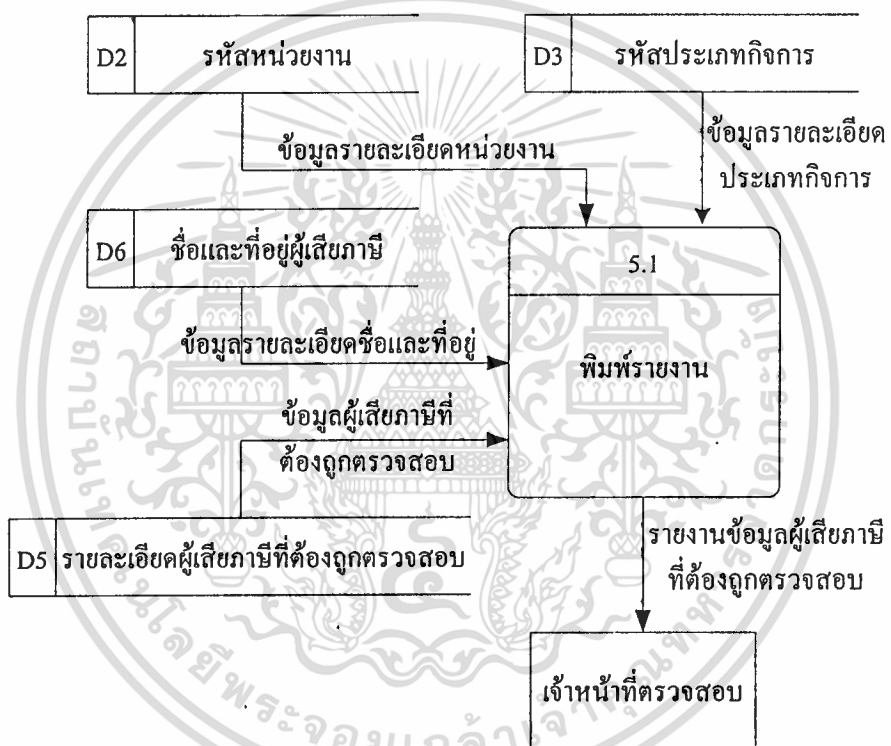 D2 รหัสหน่วยงาน
D3 รหัสประเภทกิจการ
ข้อมูลรายละเอียดหน่วยงาน
ข้อมูลรายละเอียด
ประเภทกิจการ
D6 ชื่อและที่อยู่ผู้เสียภาษี
5.1
พิมพ์รายงาน
ข้อมูลรายละเอียดชื่อและที่อยู่
ข้อมูลผู้เสียภาษีที่
ต้องถูกตรวจสอบ
D5 รายละเอียดผู้เสียภาษีที่ต้องถูกตรวจสอบ
รายงานข้อมูลผู้เสียภาษี
ที่ต้องถูกตรวจสอบ
เจ้าหน้าที่ตรวจสอบ